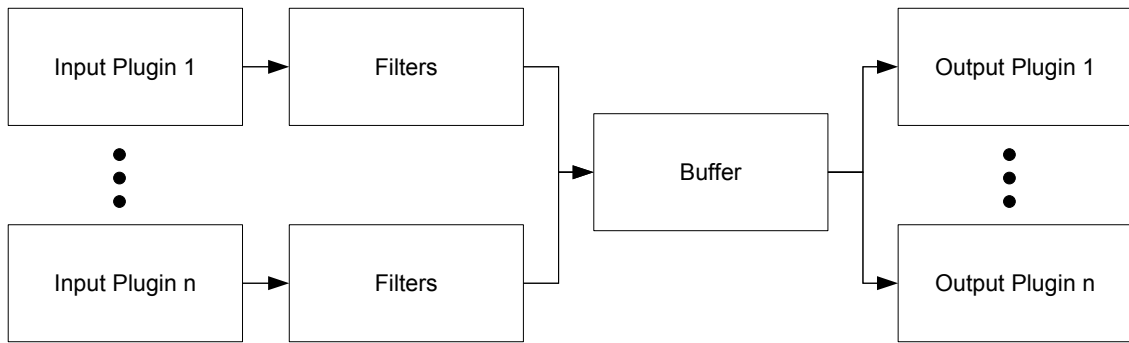 Input Plugin 1
Filters
Output Plugin 1
Buffer
Input Plugin n
Filters
Output Plugin n